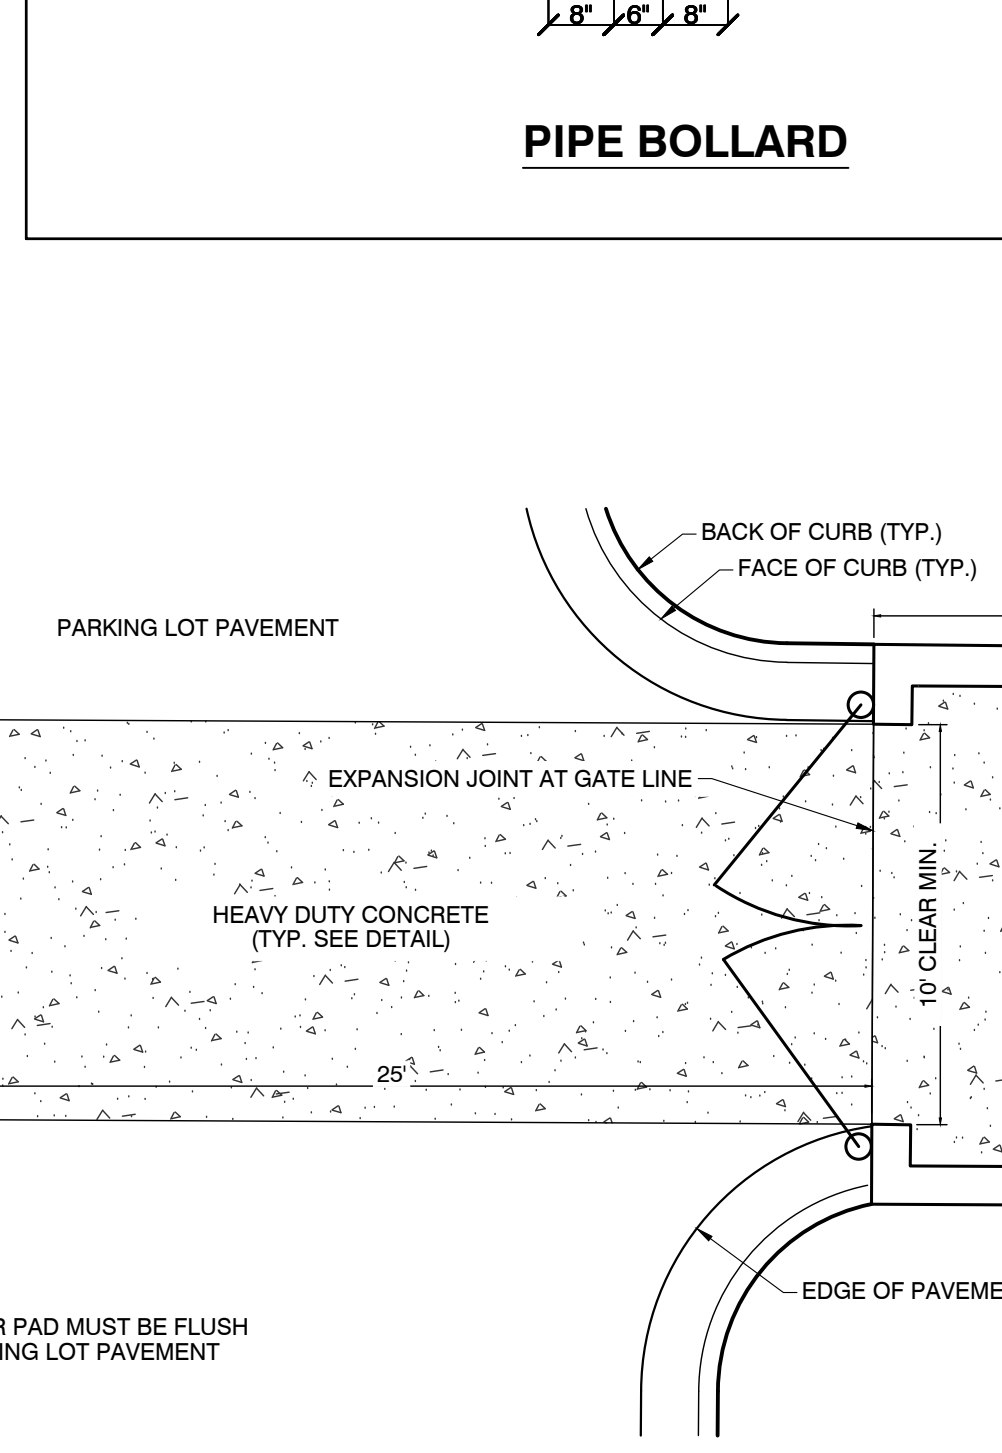 8" 6" 8"
PIPE BOLLARD
BACK OF CURB (TYP.)
FACE OF CURB (TYP.)
PARKING LOT PAVEMENT
EXPANSION JOINT AT GATE LINE
10' CLEAR MIN.
HEAVY DUTY CONCRETE
(TYP. SEE DETAIL)
25'
EDGE OF PAVEME
R PAD MUST BE FLUSH
ING LOT PAVEMENT